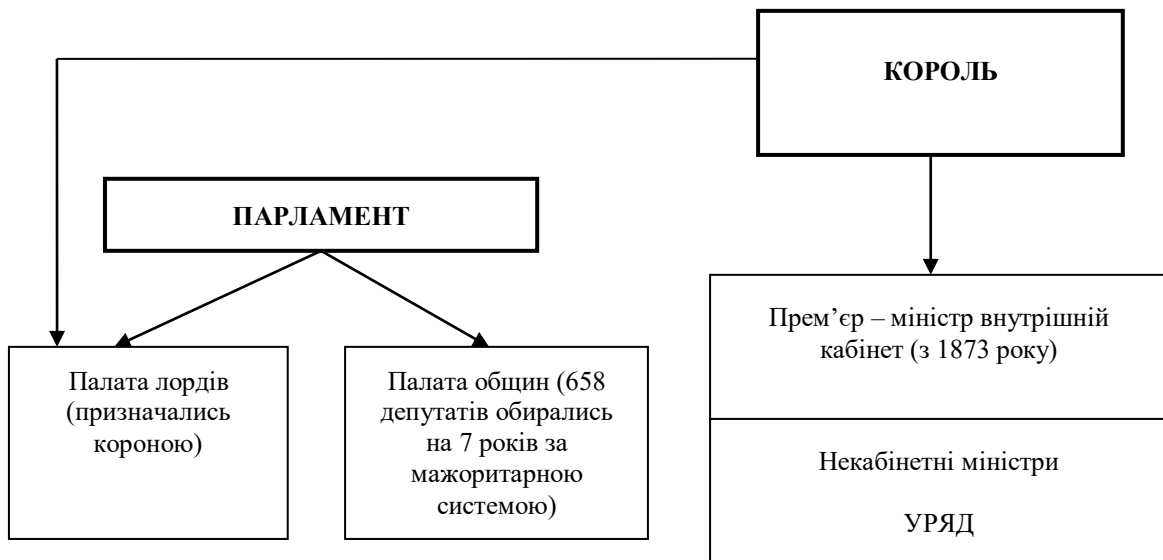 КОРОЛЬ
ПАРЛАМЕНТ
Палата лордів
(призначались
короною)
Палата общин (658
депутатів обирались
на 7 років за
мажоритарною
системою)
Прем’єр – міністр внутрішній
кабінет (з 1873 року)
Некабінетні міністри
УРЯД